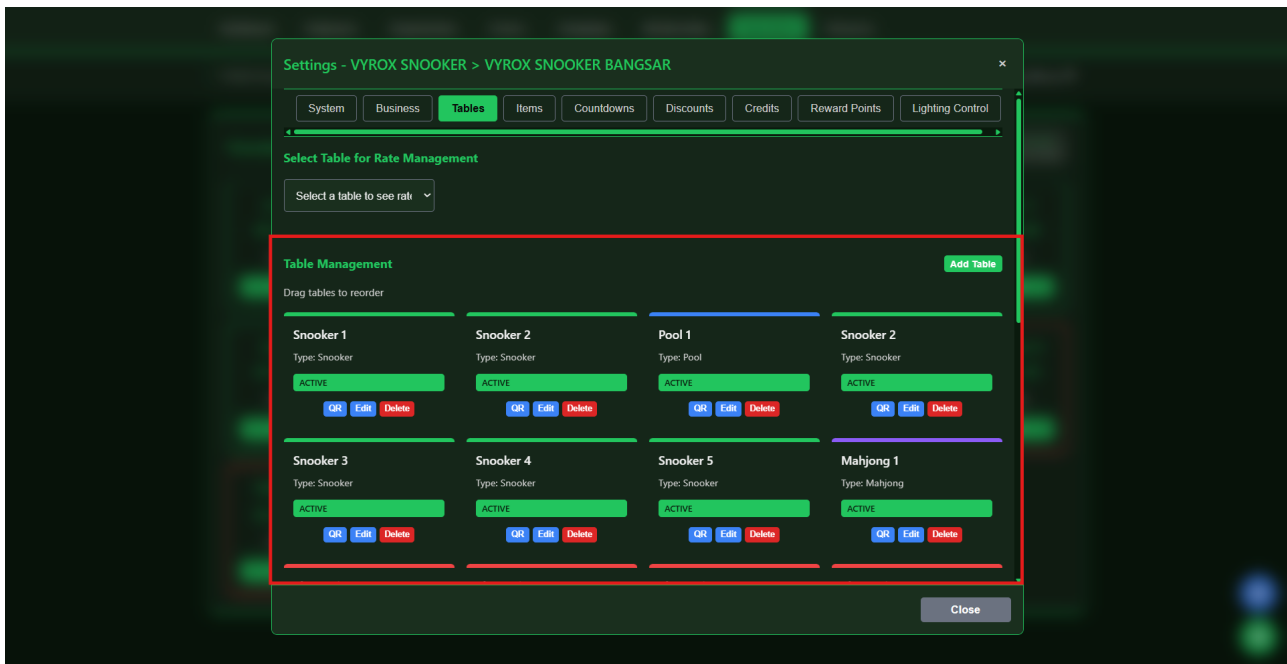 Settings - VYROX SNOOKER > VYROX SNOOKER BANGSAR
×
System Business Tables Items Countdowns Discounts Credits Reward Points Lighting Control
Select Table for Rate Management
Select a table to see rat
Table Management Add Table
Drag tables to reorder
Snooker 1 Snooker 2 Pool 1 Snooker 2
Type: Snooker Type: Snooker Type: Pool Type: Snooker
ACTIVE ACTIVE ACTIVE ACTIVE
QR Edit Delete QR Edit Delete QR Edit Delete QR Edit Delete
Snooker 3 Snooker 4 Snooker 5 Mahjong 1
Type: Snooker Type: Snooker Type: Snooker Type: Mahjong
ACTIVE ACTIVE ACTIVE ACTIVE
QR Edit Delete QR Edit Delete QR Edit Delete QR Edit Delete
Close